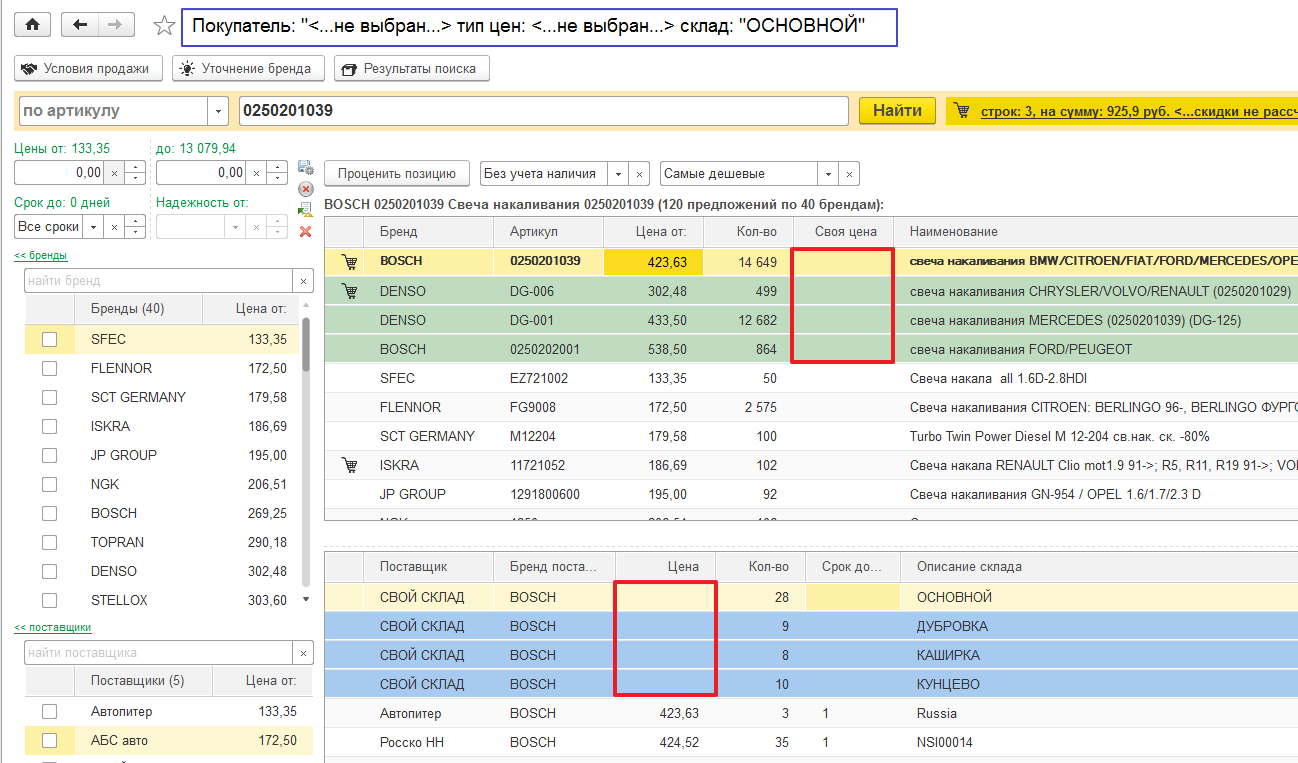 Покупатель: "<...не выбран...> тип цен: <...не выбран...> склад: "ОСНОВНОЙ"
Условия продажи Уточнение бренда Результаты поиска
по артикулу 0250201039 Найти строк: 3, на сумму: 925,9 руб. <...скидки не рассч
Цены от: 133,35 до: 13 079,94
0,00 × 0,00 × Проценить позицию Без учета наличия × Самые дешевые ×
Срок до: 0 дней Надежность от:
Все сроки × ×
<< бренды
найти бренд ×
Бренды (40) Цена от:
SFEC 133,35
FLENNOR 172,50
SCT GERMANY 179,58
ISKRA 186,69
JP GROUP 195,00
NGK 206,51
BOSCH 269,25
TOPRAN 290,18
DENSO 302,48
STELLOX 303,60
<< поставщики
найти поставщика ×
Поставщики (5) Цена от:
Автопитер 133,35
АБС авто 172,50
BOSCH 0250201039 Свеча накаливания 0250201039 (120 предложений по 40 брендам):
Бренд Артикул Цена от: Кол-во Своя цена Наименование
BOSCH 0250201039 423,63 14 649 свеча накаливания BMW/CITROEN/FIAT/FORD/MERCEDES/OPE
DENSO DG-006 302,48 499 свеча накаливания CHRYSLER/VOLVO/RENAULT (0250201029)
DENSO DG-001 433,50 12 682 свеча накаливания MERCEDES (0250201039) (DG-125)
BOSCH 0250202001 538,50 864 свеча накаливания FORD/PEUGEOT
SFEC EZ721002 133,35 50 Свеча накала all 1.6D-2.8HDI
FLENNOR FG9008 172,50 2 575 Свеча накаливания CITROEN: BERLINGO 96-, BERLINGO ФУРГО
SCT GERMANY M12204 179,58 100 Turbo Twin Power Diesel M 12-204 св.нак. ск. -80%
ISKRA 11721052 186,69 102 Свеча накала RENAULT Clio mot1.9 91->; R5, R11, R19 91->; VOL
JP GROUP 1291800600 195,00 92 Свеча накаливания GN-954 / OPEL 1.6/1.7/2.3 D
Поставщик Бренд поста... Цена Кол-во Срок до... Описание склада
СВОЙ СКЛАД BOSCH 28 ОСНОВНОЙ
СВОЙ СКЛАД BOSCH 9 ДУБРОВКА
СВОЙ СКЛАД BOSCH 8 КАШИРКА
СВОЙ СКЛАД BOSCH 10 КУНЦЕВО
Автопитер BOSCH 423,63 3 1 Russia
Росско НН BOSCH 424,52 35 1 NSI00014